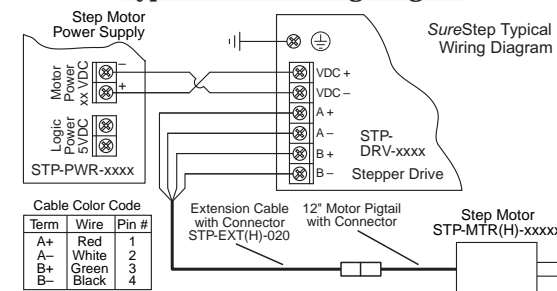 Step Motor
Power Supply
SureStep Typical
Wiring Diagram
Motor
Power
xx VDC
–
+
Logic
Power
5VDC
STP-PWR-xxxx
VDC +
VDC –
A +
A –
B +
B –
STP-
DRV-xxxx
Stepper Drive
Cable Color Code
Term Wire Pin #
A+ Red 1
A– White 2
B+ Green 3
B– Black 4
Extension Cable
with Connector
STP-EXT(H)-020
12" Motor Pigtail
with Connector
Step Motor
STP-MTR(H)-xxxxx